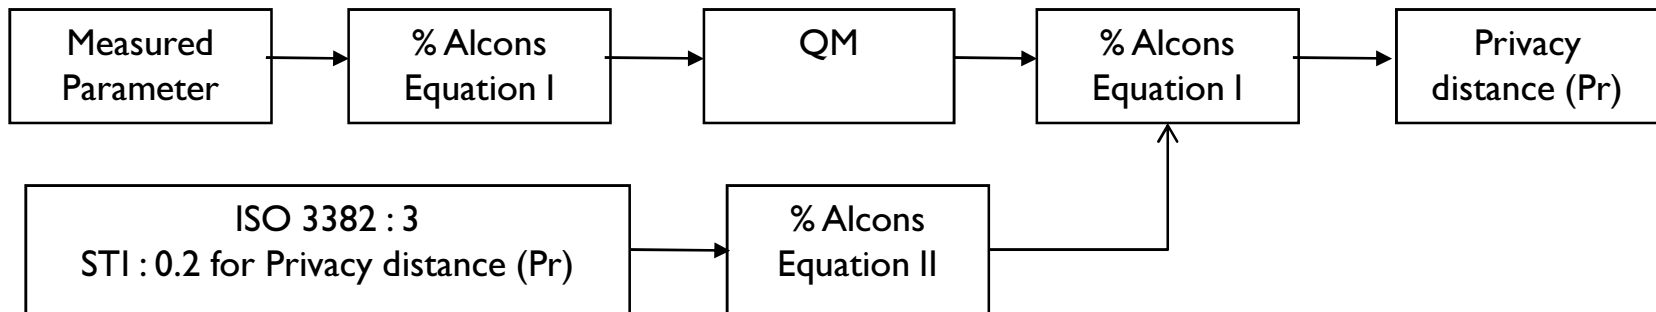 Measured
Parameter
% Alcons
Equation I
QM
% Alcons
Equation I
Privacy
distance (Pr)
ISO 3382 : 3
STI : 0.2 for Privacy distance (Pr)
% Alcons
Equation II